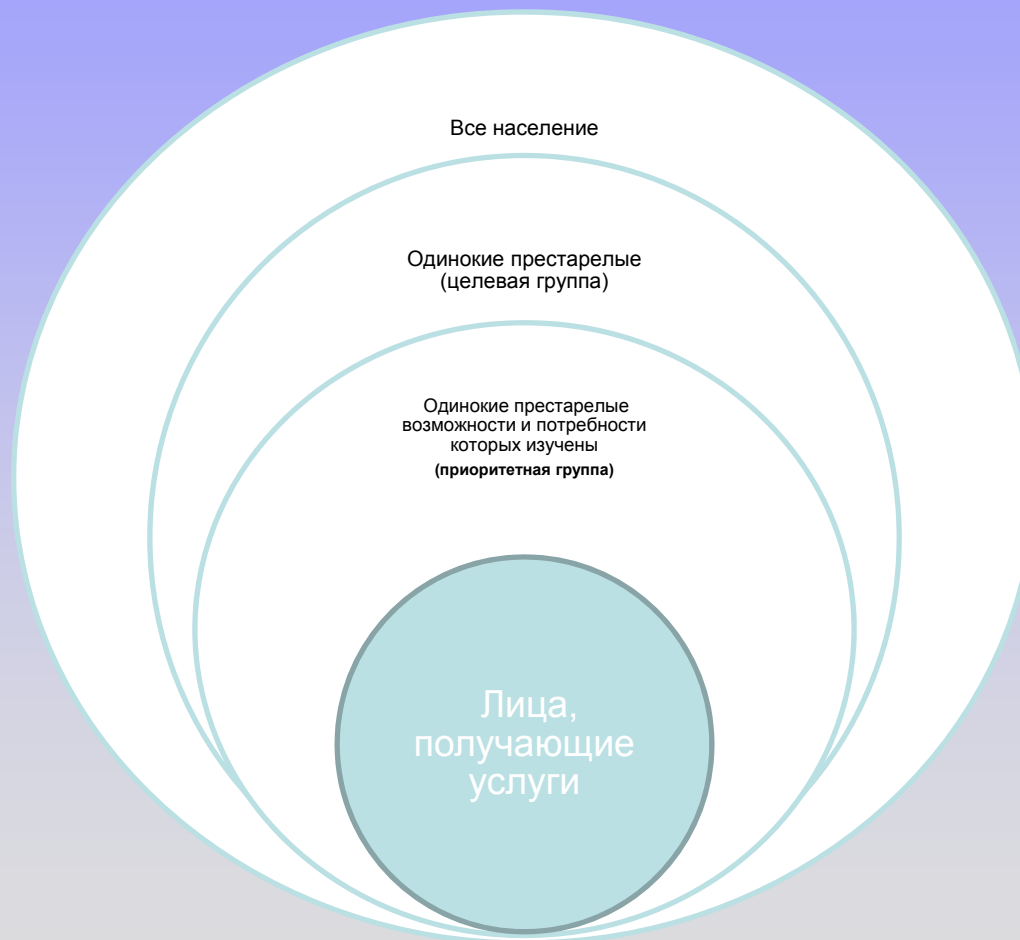 Все население
Одинокие престарелые
(целевая группа)
Одинокие престарелые
возможности и потребности
которых изучены
(приоритетная группа)
Лица,
получающие
услуги